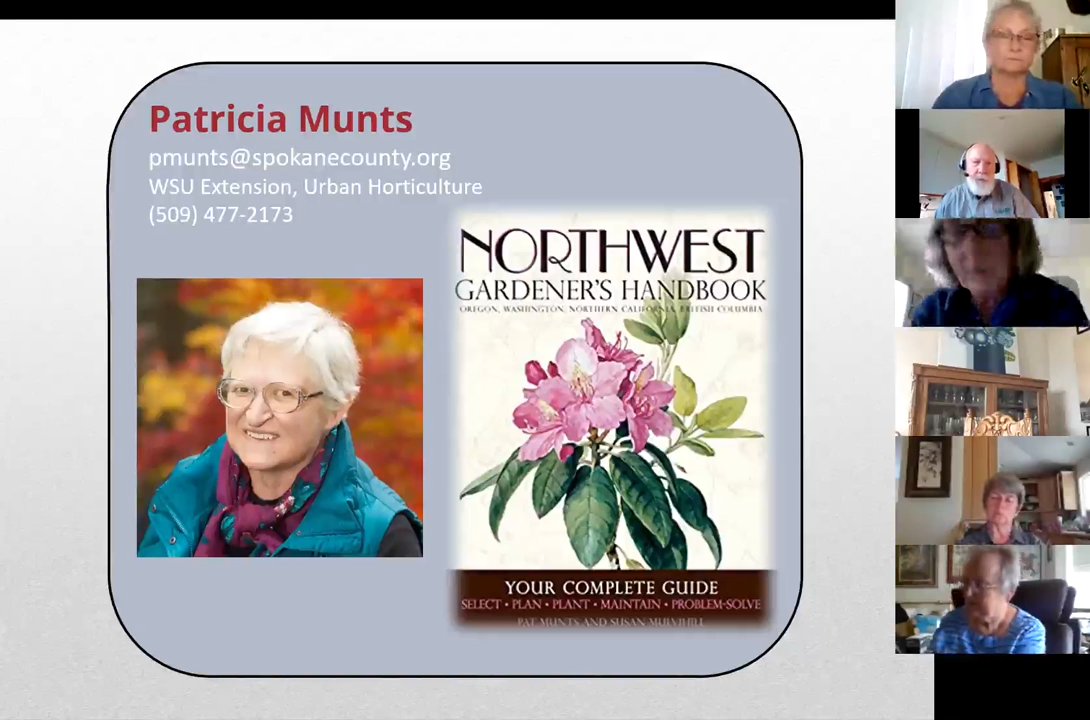 Patricia Munts
pmunts@spokanecounty.org
WSU Extension, Urban Horticulture
(509) 477-2173
NORTHWEST
GARDENER'S HANDBOOK
OREGON, WASHINGTON, NORTHERN CALIFORNIA, BRITISH COLUMBIA
YOUR COMPLETE GUIDE
SELECT • PLAN • PLANT • MAINTAIN • PROBLEM-SOLVE
PAT MUNTS AND SUSAN MULVIHILL